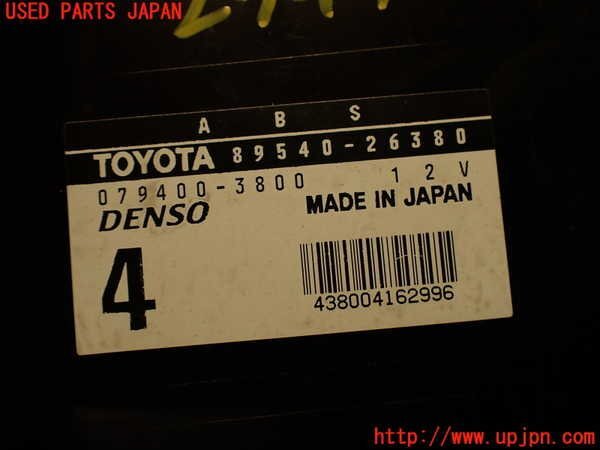 USED PARTS JAPAN
A B S
TOYOTA 89540-26380
079400-3800 12V
DENSO MADE IN JAPAN
4
438004162996
http://www.upjpn.com/